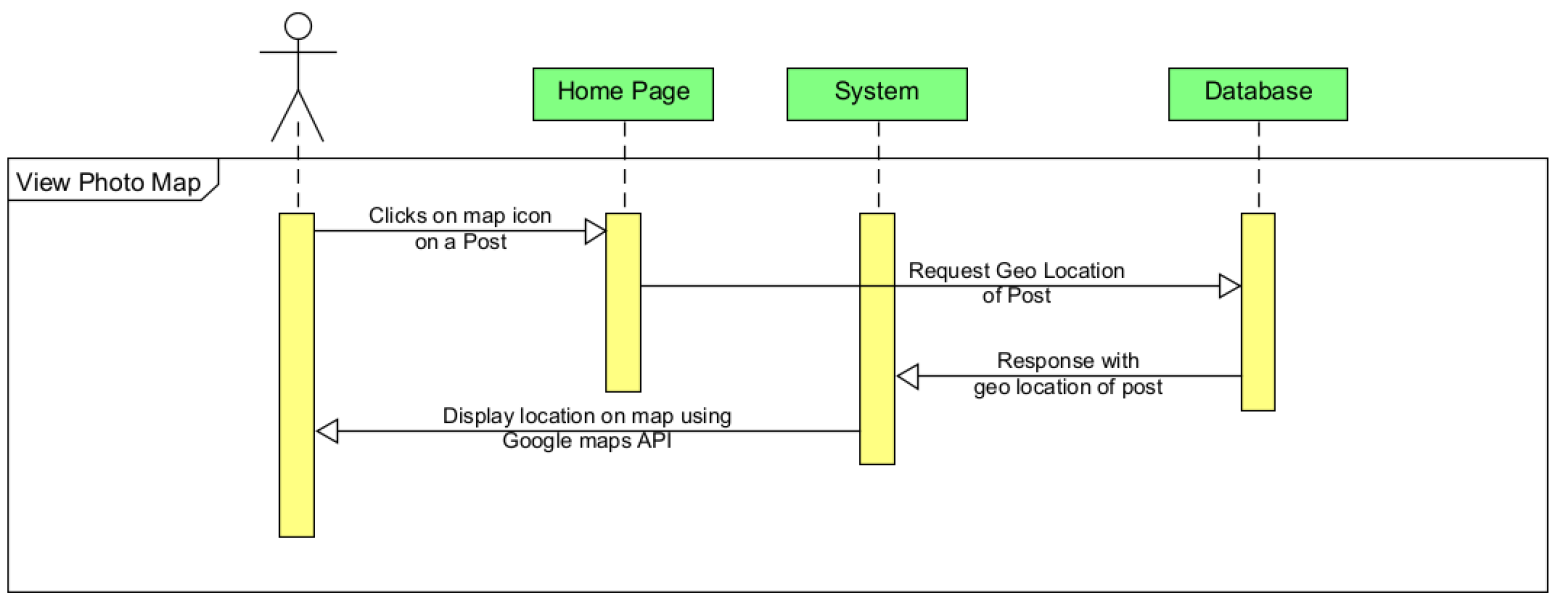 Home Page
System
Database
View Photo Map
Clicks on map icon
on a Post
Request Geo Location
of Post
Response with
geo location of post
Display location on map using
Google maps API